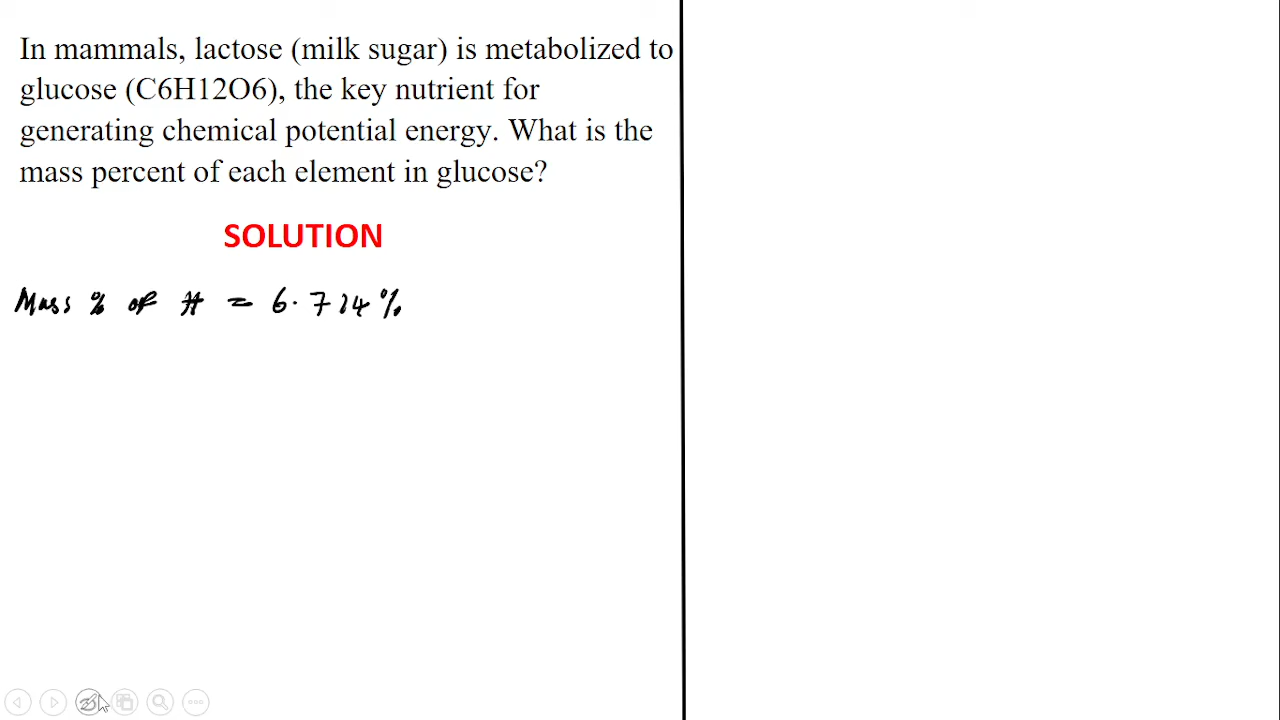 In mammals, lactose (milk sugar) is metabolized to
glucose (C6H12O6), the key nutrient for
generating chemical potential energy. What is the
mass percent of each element in glucose?
SOLUTION
Mass % of H = 6.714%